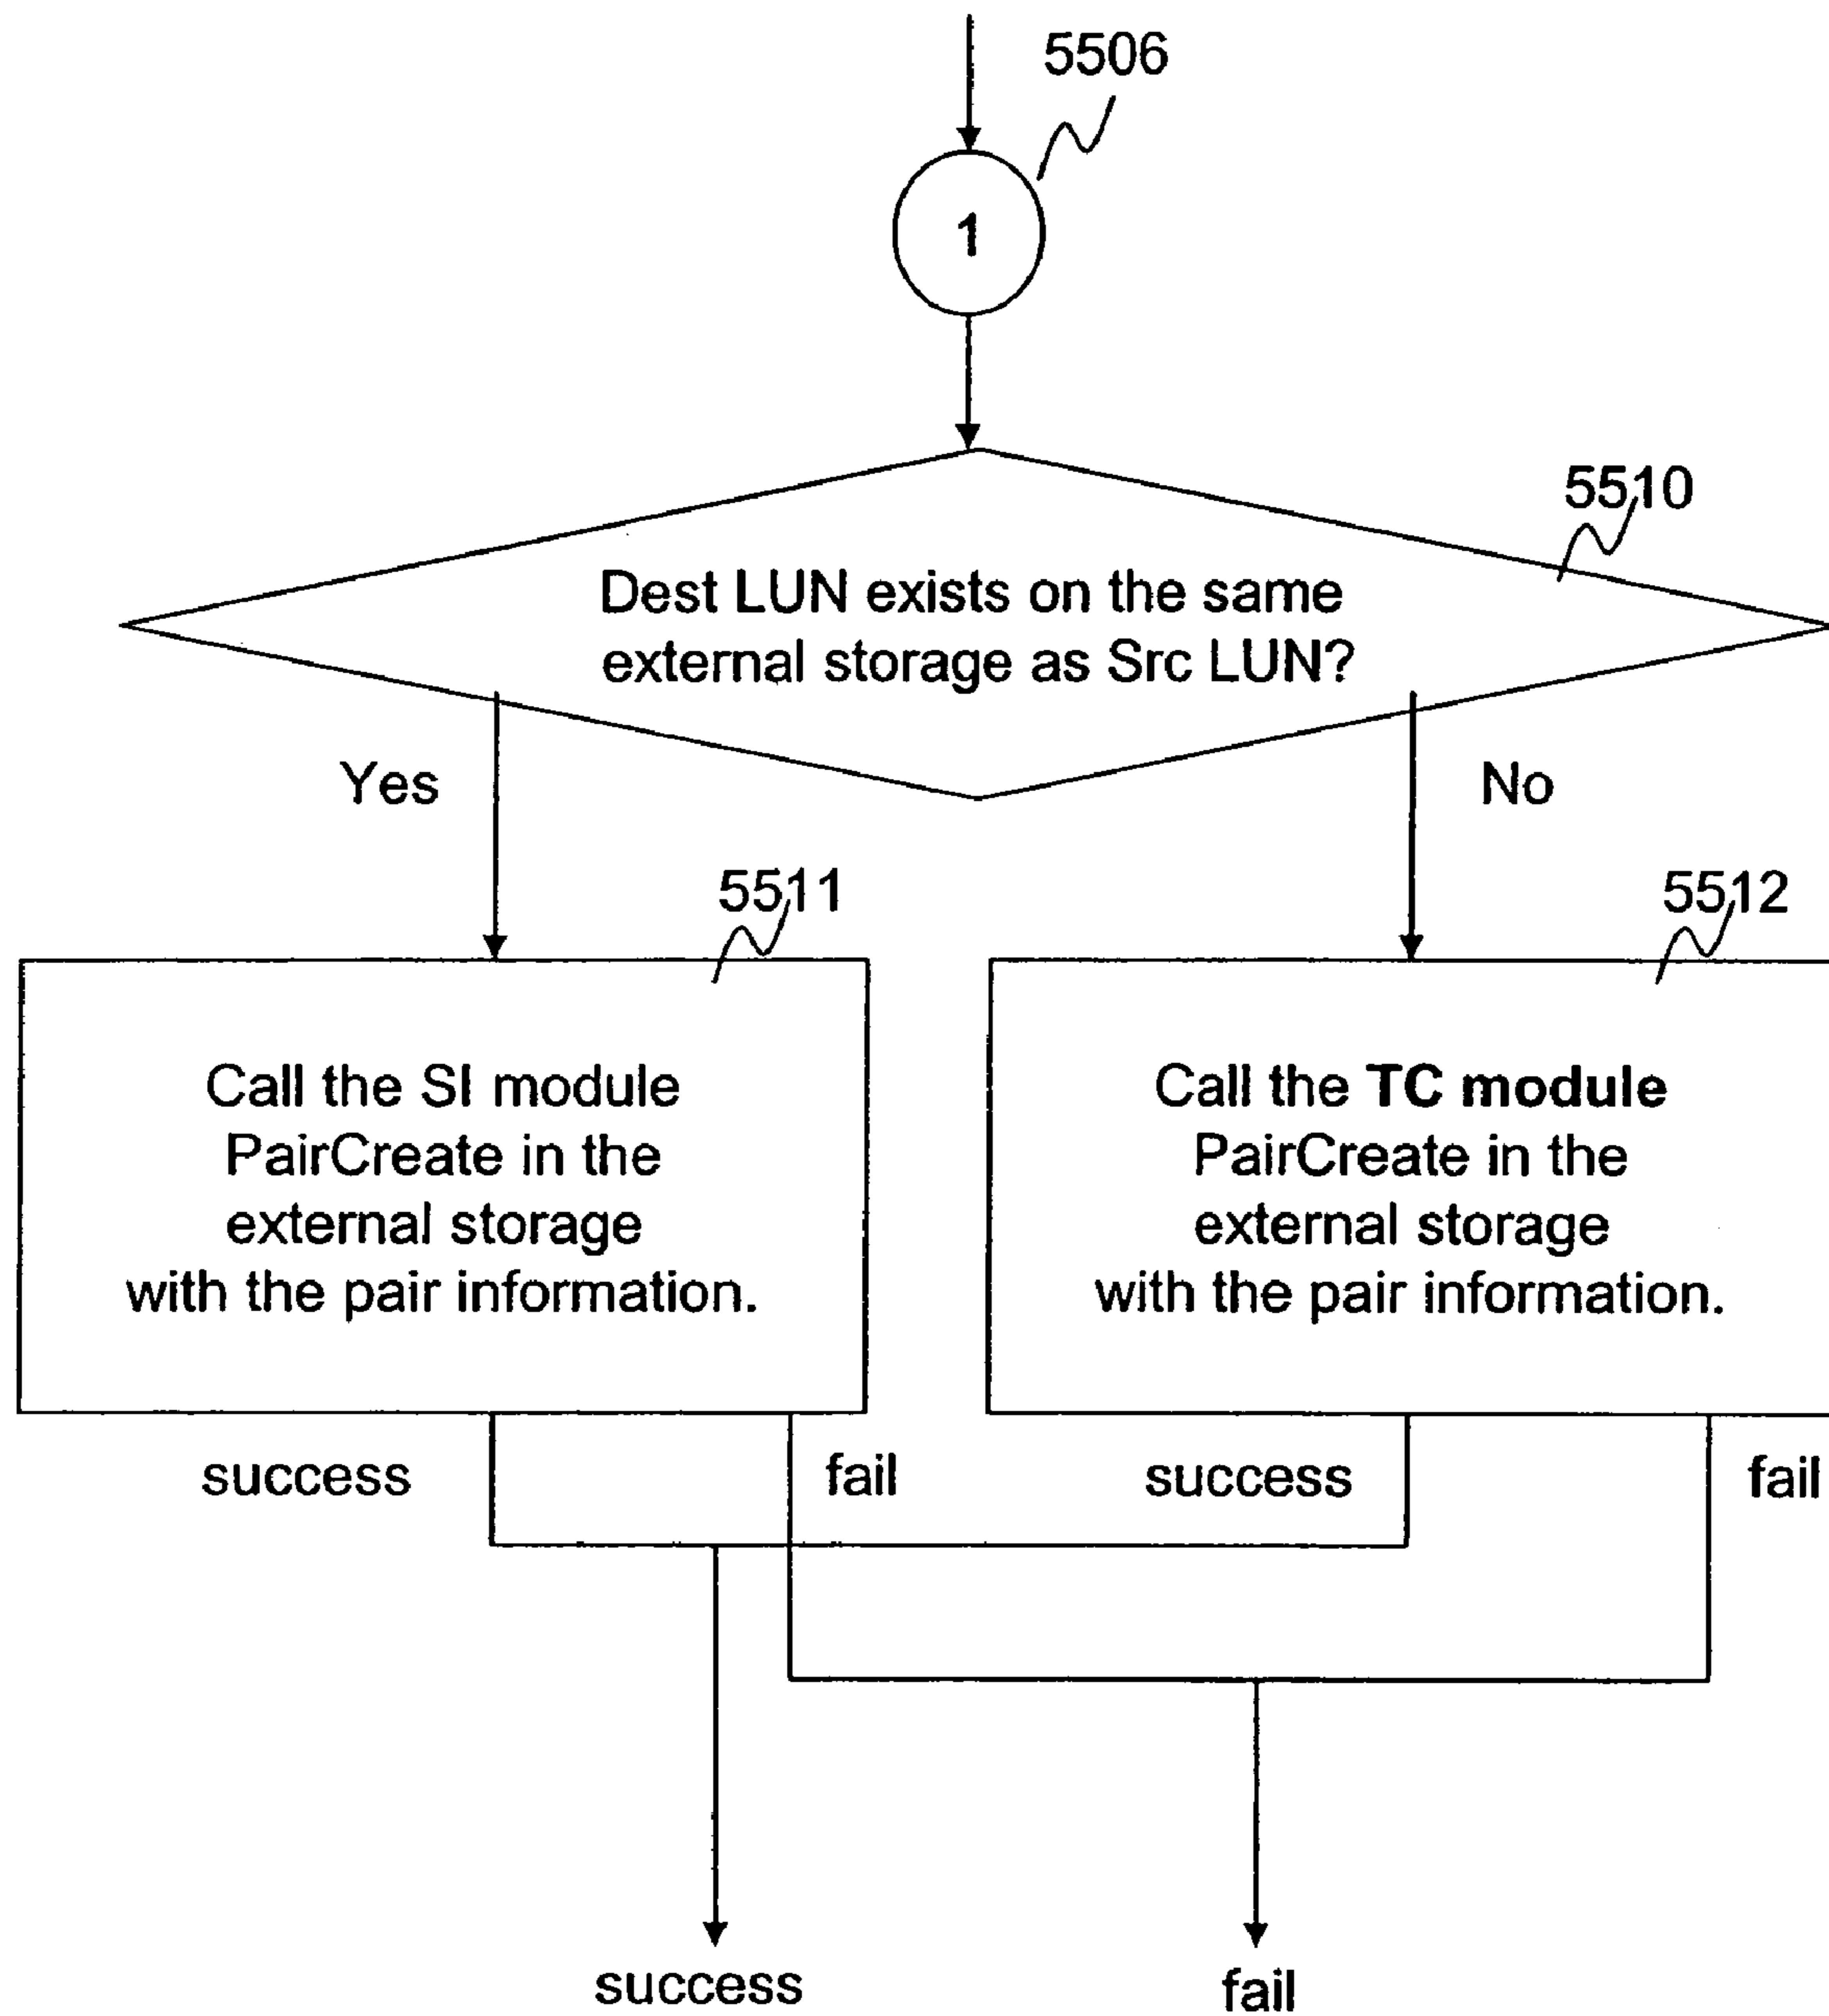 5506
1
5510
Dest LUN exists on the same
external storage as Src LUN?
Yes
No
5511
5512
Call the SI module
PairCreate in the
external storage
with the pair information.
Call the TC module
PairCreate in the
external storage
with the pair information.
success
fail
success
fail
success
fail